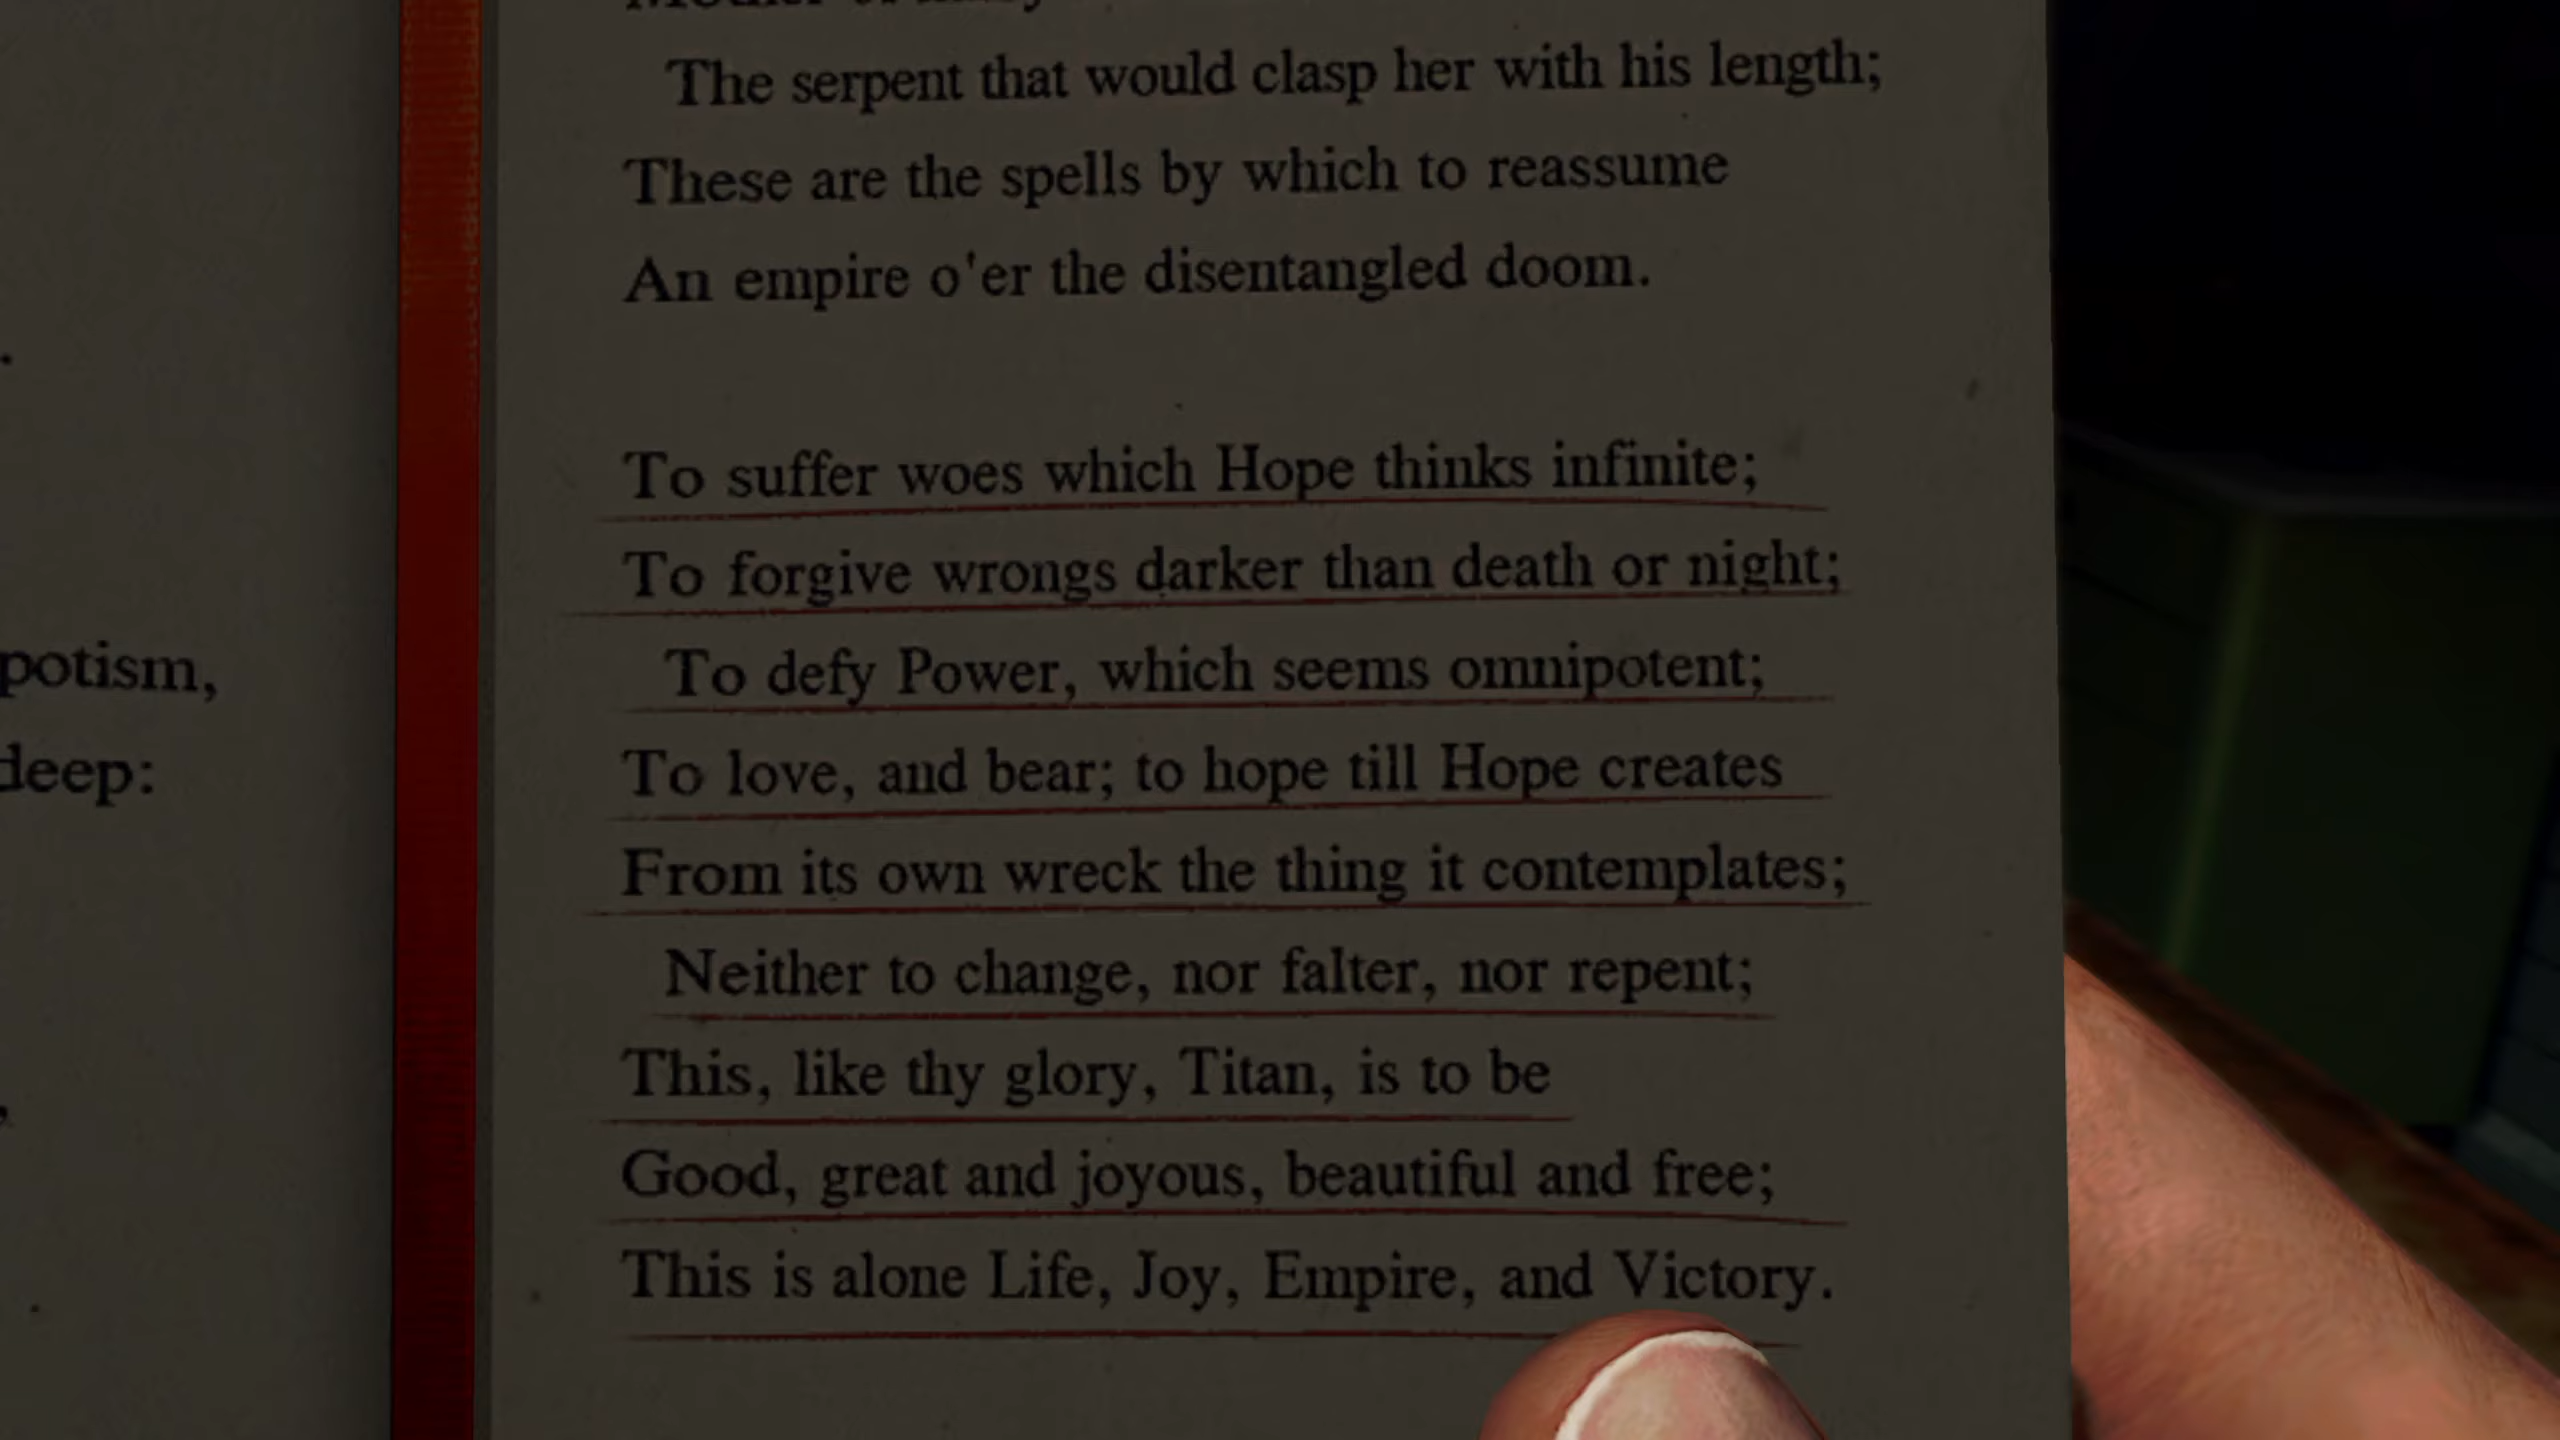 The serpent that would clasp her with his length;
These are the spells by which to reassume
An empire o'er the disentangled doom.
To suffer woes which Hope thinks infinite;
To forgive wrongs darker than death or night;
To defy Power, which seems omnipotent;
To love, and bear; to hope till Hope creates
From its own wreck the thing it contemplates;
Neither to change, nor falter, nor repent;
This, like thy glory, Titan, is to be
Good, great and joyous, beautiful and free;
This is alone Life, Joy, Empire, and Victory.
potism,
deep: